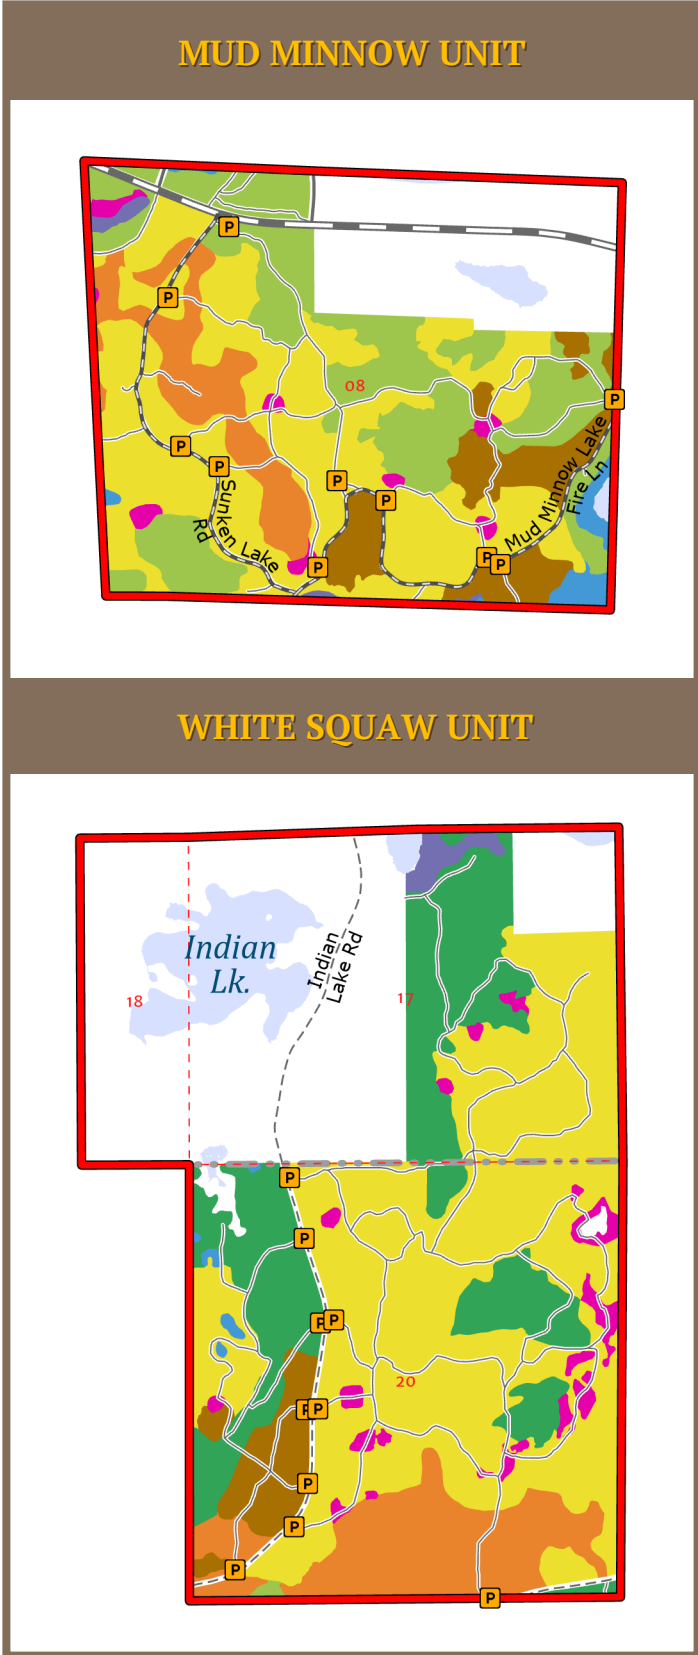 MUD MINNOW UNIT
P
P
08
P
P
P
P
P
Sunken Lake
Rd
Mud Minnow Lake
Fire Ln
P
P
P
WHITE SQUAW UNIT
Indian
Lk.
Indian
Lake Rd
18
17
P
P
P P
20
P P
P
P
P
P